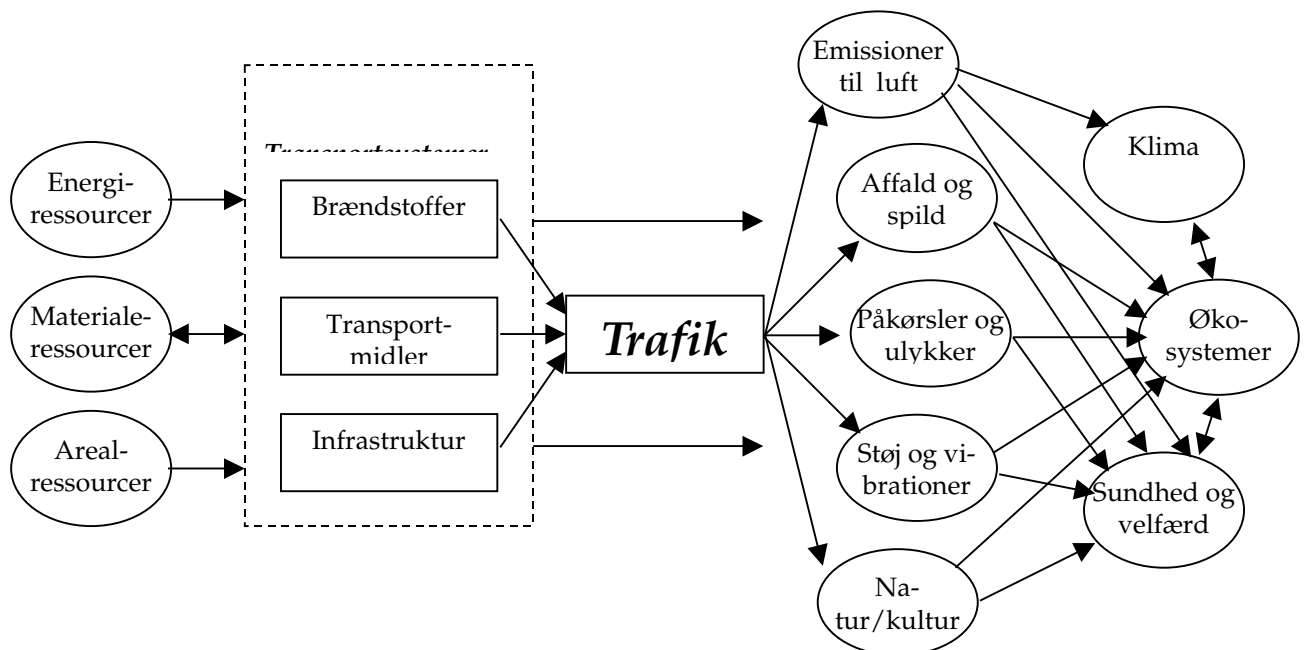 Energi-
ressourcer
Materiale-
ressourcer
Areal-
ressourcer
Transportsystemer
Brændstoffer
Transport-
midler
Infrastruktur
Trafik
Emissioner
til luft
Affald og
spild
Påkørsler og
ulykker
Støj og vi-
brationer
Na-
tur/kultur
Klima
Øko-
systemer
Sundhed og
velfærd